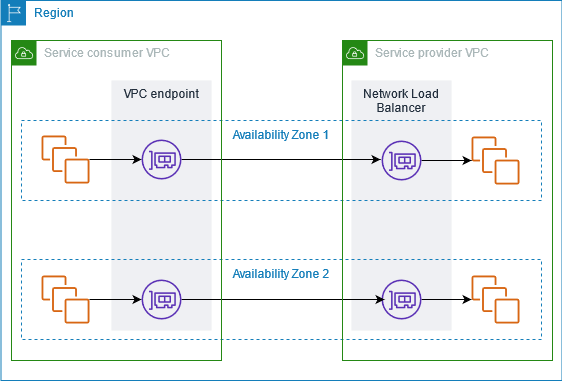 Region
Service consumer VPC
Service provider VPC
VPC endpoint
Network Load
Balancer
Availability Zone 1
Availability Zone 2